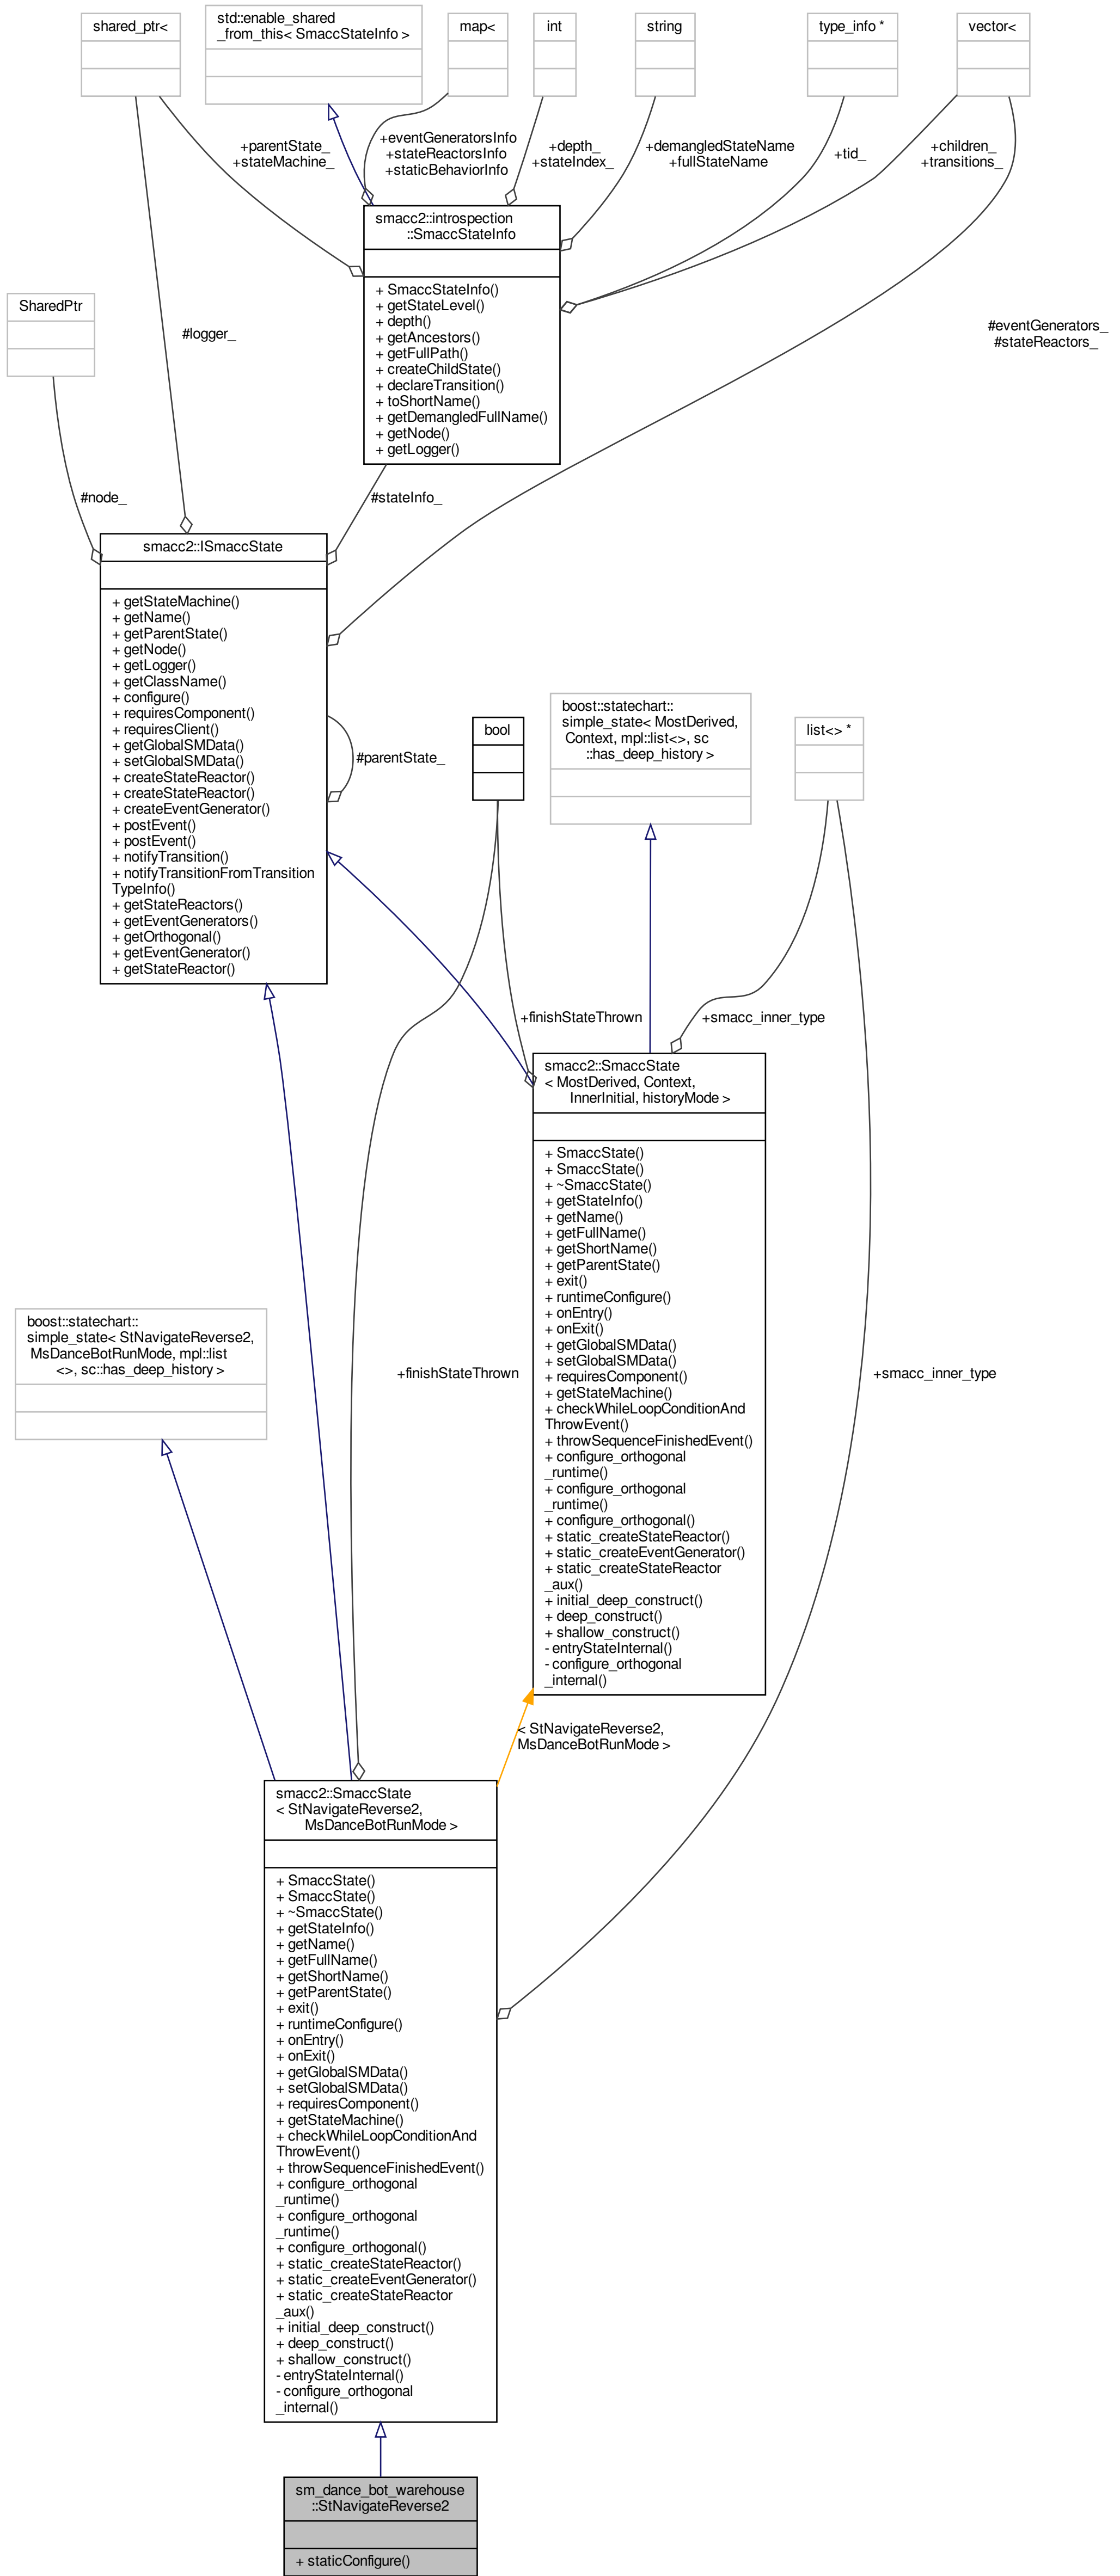 shared_ptr<
std::enable_shared
_from_this< SmaccStateInfo >
map<
int
string
type_info *
vector<
+parentState_
+stateMachine_
+eventGeneratorsInfo
+stateReactorsInfo
+staticBehaviorInfo
+depth_
+stateIndex_
+demangledStateName
+fullStateName
+tid_
+children_
+transitions_
smacc2::introspection
::SmaccStateInfo
+ SmaccStateInfo()
+ getStateLevel()
+ depth()
+ getAncestors()
+ getFullPath()
+ createChildState()
+ declareTransition()
+ toShortName()
+ getDemangledFullName()
+ getNode()
+ getLogger()
SharedPtr
#logger_
#eventGenerators_
#stateReactors_
#node_
#stateInfo_
smacc2::ISmaccState
+ getStateMachine()
+ getName()
+ getParentState()
+ getNode()
+ getLogger()
+ getClassName()
+ configure()
+ requiresComponent()
+ requiresClient()
+ getGlobalSMData()
+ setGlobalSMData()
+ createStateReactor()
+ createStateReactor()
+ createEventGenerator()
+ postEvent()
+ postEvent()
+ notifyTransition()
+ notifyTransitionFromTransition
TypeInfo()
+ getStateReactors()
+ getEventGenerators()
+ getOrthogonal()
+ getEventGenerator()
+ getStateReactor()
#parentState_
bool
boost::statechart::
simple_state< MostDerived,
Context, mpl::list<>, sc
::has_deep_history >
list<> *
+finishStateThrown
+smacc_inner_type
smacc2::SmaccState
< MostDerived, Context,
InnerInitial, historyMode >
+ SmaccState()
+ SmaccState()
+ ~SmaccState()
+ getStateInfo()
+ getName()
+ getFullName()
+ getShortName()
+ getParentState()
+ exit()
+ runtimeConfigure()
+ onEntry()
+ onExit()
+ getGlobalSMData()
+ setGlobalSMData()
+ requiresComponent()
+ getStateMachine()
+ checkWhileLoopConditionAnd
ThrowEvent()
+ throwSequenceFinishedEvent()
+ configure_orthogonal
_runtime()
+ configure_orthogonal
_runtime()
+ configure_orthogonal()
+ static_createStateReactor()
+ static_createEventGenerator()
+ static_createStateReactor
_aux()
+ initial_deep_construct()
+ deep_construct()
+ shallow_construct()
- entryStateInternal()
- configure_orthogonal
_internal()
boost::statechart::
simple_state< StNavigateReverse2,
MsDanceBotRunMode, mpl::list
<>, sc::has_deep_history >
+finishStateThrown
+smacc_inner_type
< StNavigateReverse2,
MsDanceBotRunMode >
smacc2::SmaccState
< StNavigateReverse2,
MsDanceBotRunMode >
+ SmaccState()
+ SmaccState()
+ ~SmaccState()
+ getStateInfo()
+ getName()
+ getFullName()
+ getShortName()
+ getParentState()
+ exit()
+ runtimeConfigure()
+ onEntry()
+ onExit()
+ getGlobalSMData()
+ setGlobalSMData()
+ requiresComponent()
+ getStateMachine()
+ checkWhileLoopConditionAnd
ThrowEvent()
+ throwSequenceFinishedEvent()
+ configure_orthogonal
_runtime()
+ configure_orthogonal
_runtime()
+ configure_orthogonal()
+ static_createStateReactor()
+ static_createEventGenerator()
+ static_createStateReactor
_aux()
+ initial_deep_construct()
+ deep_construct()
+ shallow_construct()
- entryStateInternal()
- configure_orthogonal
_internal()
sm_dance_bot_warehouse
::StNavigateReverse2
+ staticConfigure()